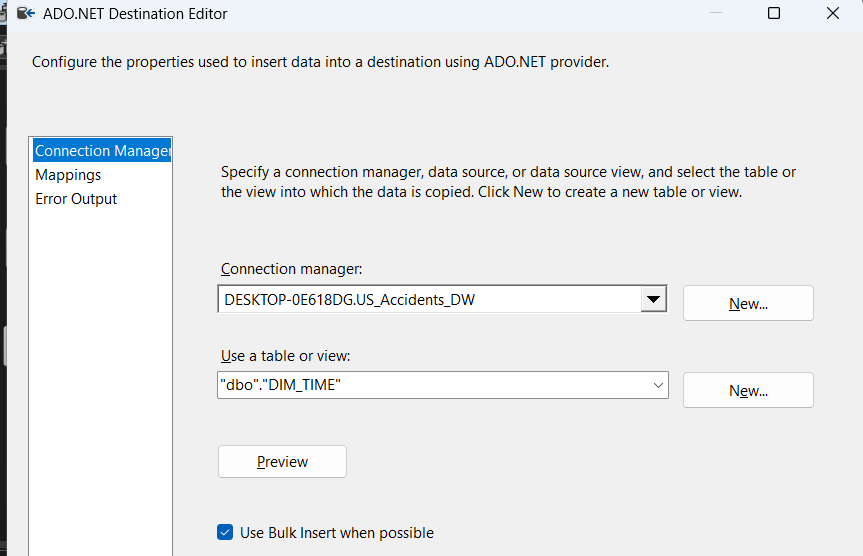 ADO.NET Destination Editor
Configure the properties used to insert data into a destination using ADO.NET provider.
Connection Manager
Mappings
Error Output
Specify a connection manager, data source, or data source view, and select the table or
the view into which the data is copied. Click New to create a new table or view.
Connection manager:
DESKTOP-0E618DG.US_Accidents_DW
New...
Use a table or view:
"dbo"."DIM_TIME"
New...
Preview
Use Bulk Insert when possible